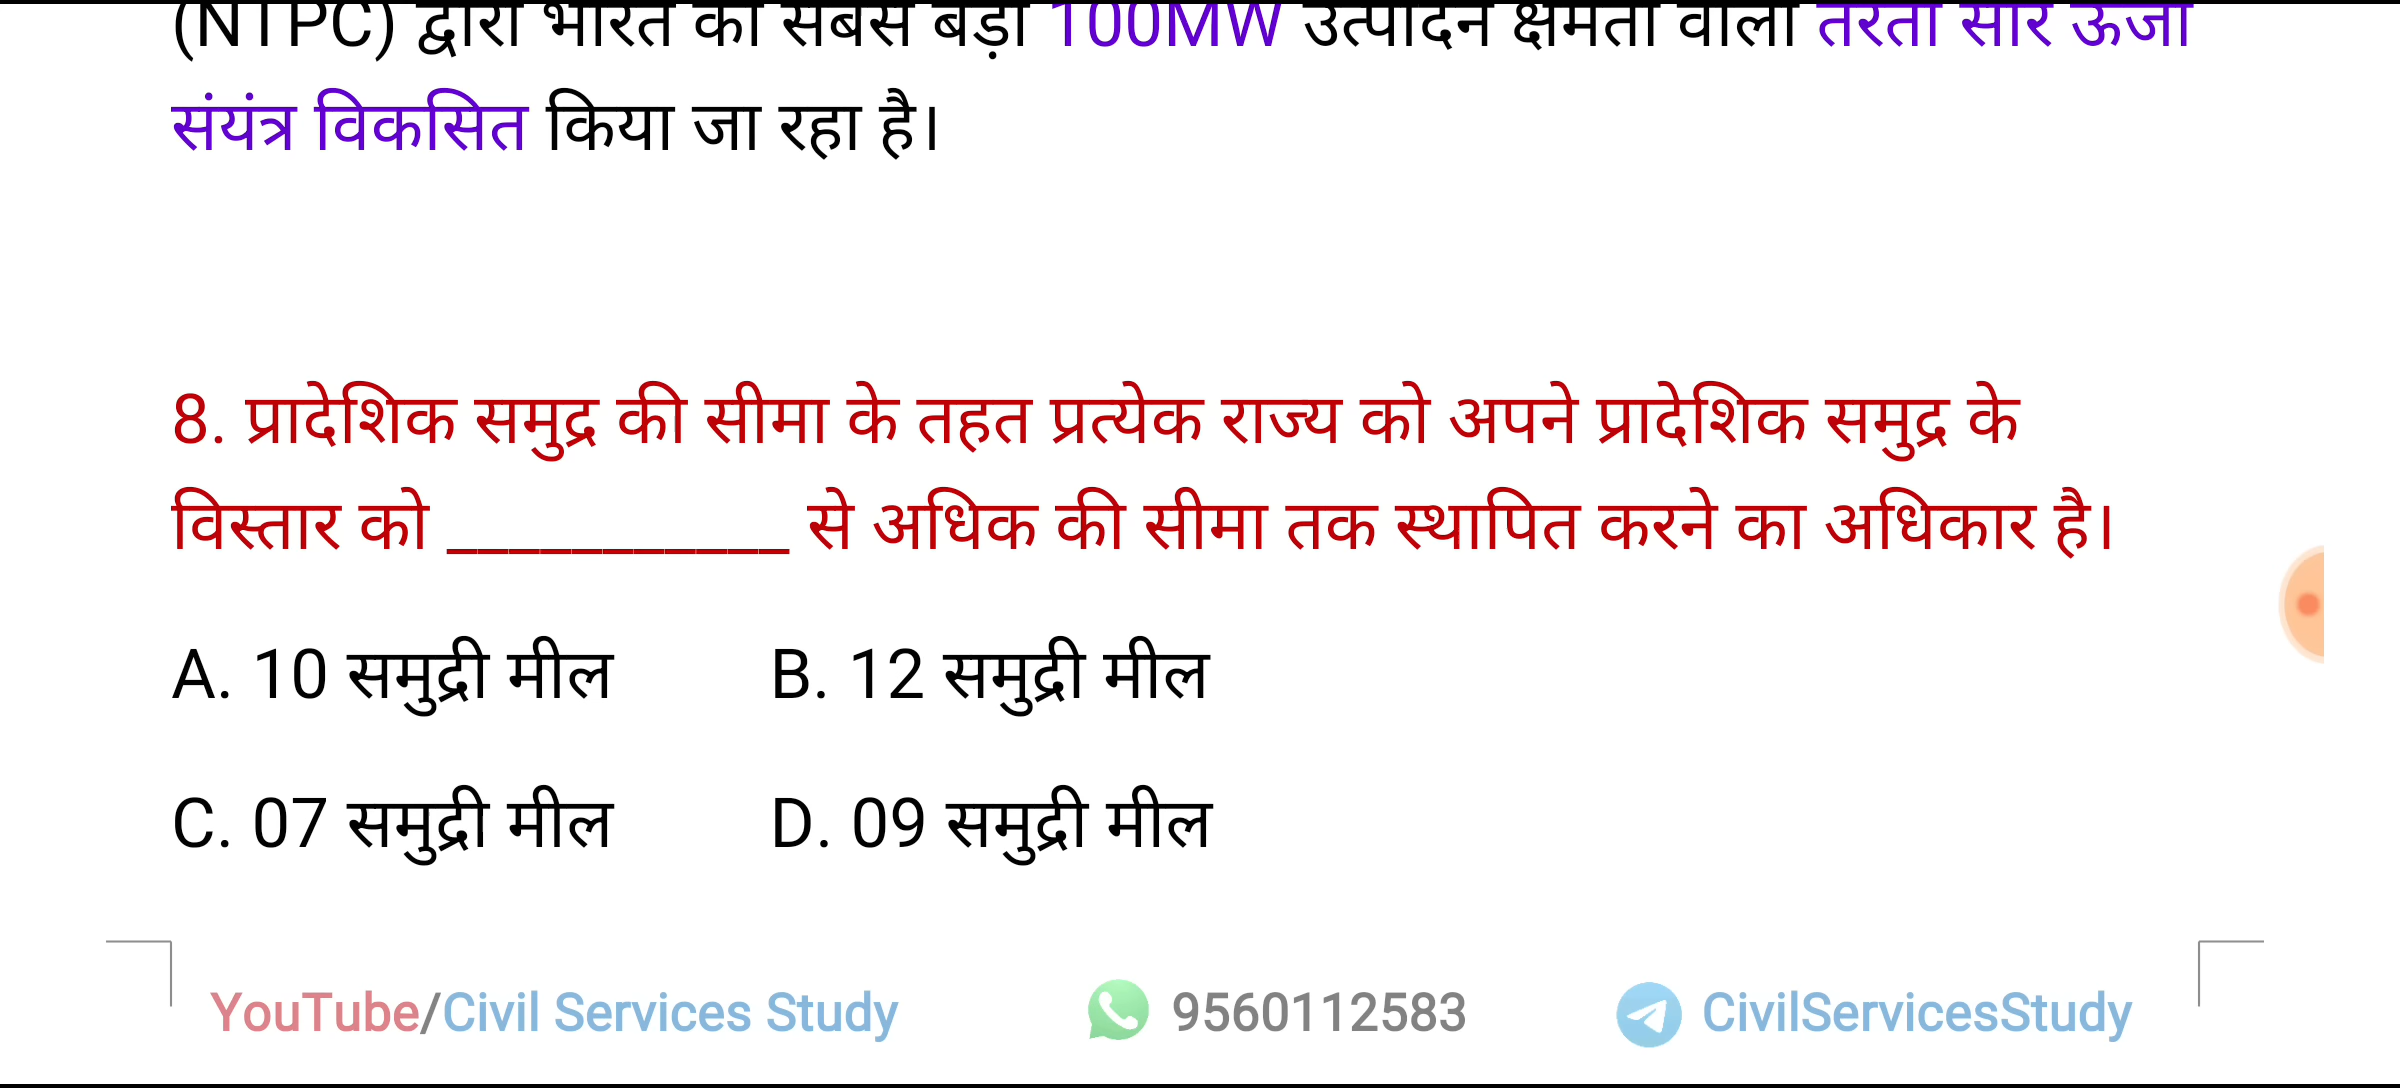 (NTPC) द्वारा भारत का सबसे बड़ा 100MW उत्पादन क्षमता वाला तैरता सौर ऊर्जा
संयंत्र विकसित किया जा रहा है।
8. प्रादेशिक समुद्र की सीमा के तहत प्रत्येक राज्य को अपने प्रादेशिक समुद्र के
विस्तार को ___________ से अधिक की सीमा तक स्थापित करने का अधिकार है।
A. 10 समुद्री मील B. 12 समुद्री मील
C. 07 समुद्री मील D. 09 समुद्री मील
YouTube/Civil Services Study 9560112583 CivilServicesStudy